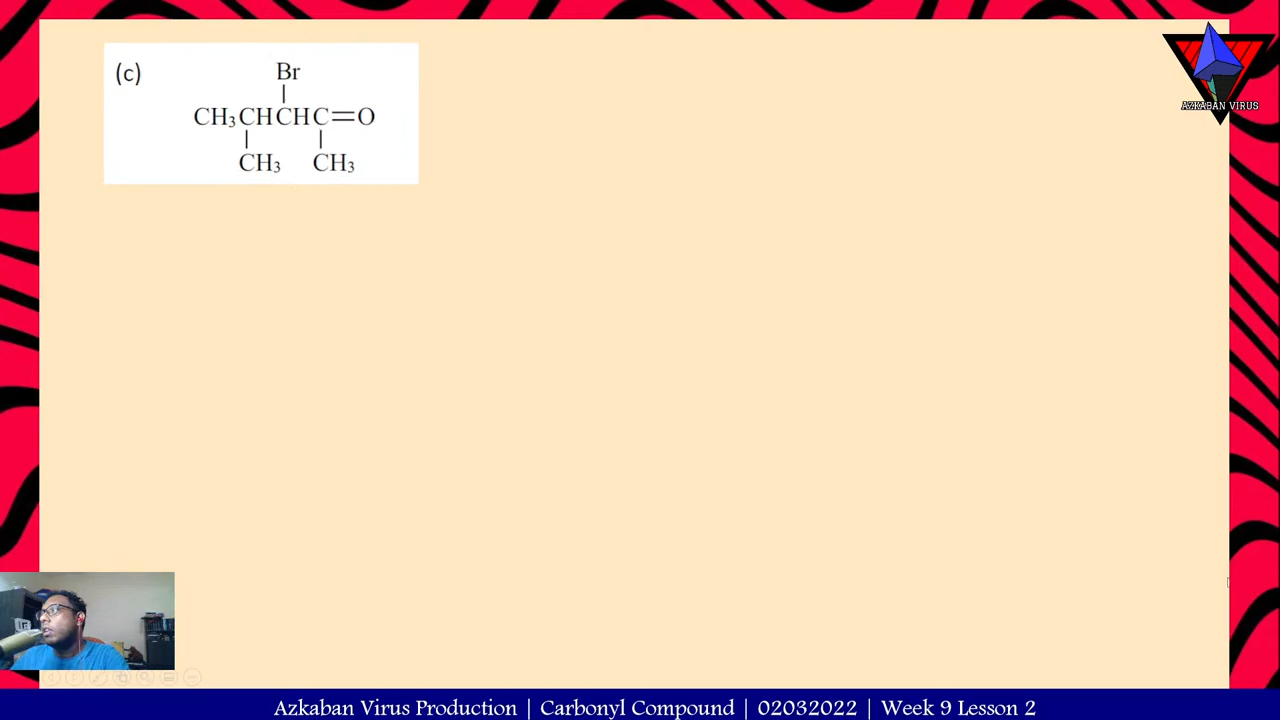 (c)
Br
CH₃CHCHC=O
CH₃ CH₃
AZKABAN VIRUS
Azkaban Virus Production | Carbonyl Compound | 02032022 | Week 9 Lesson 2